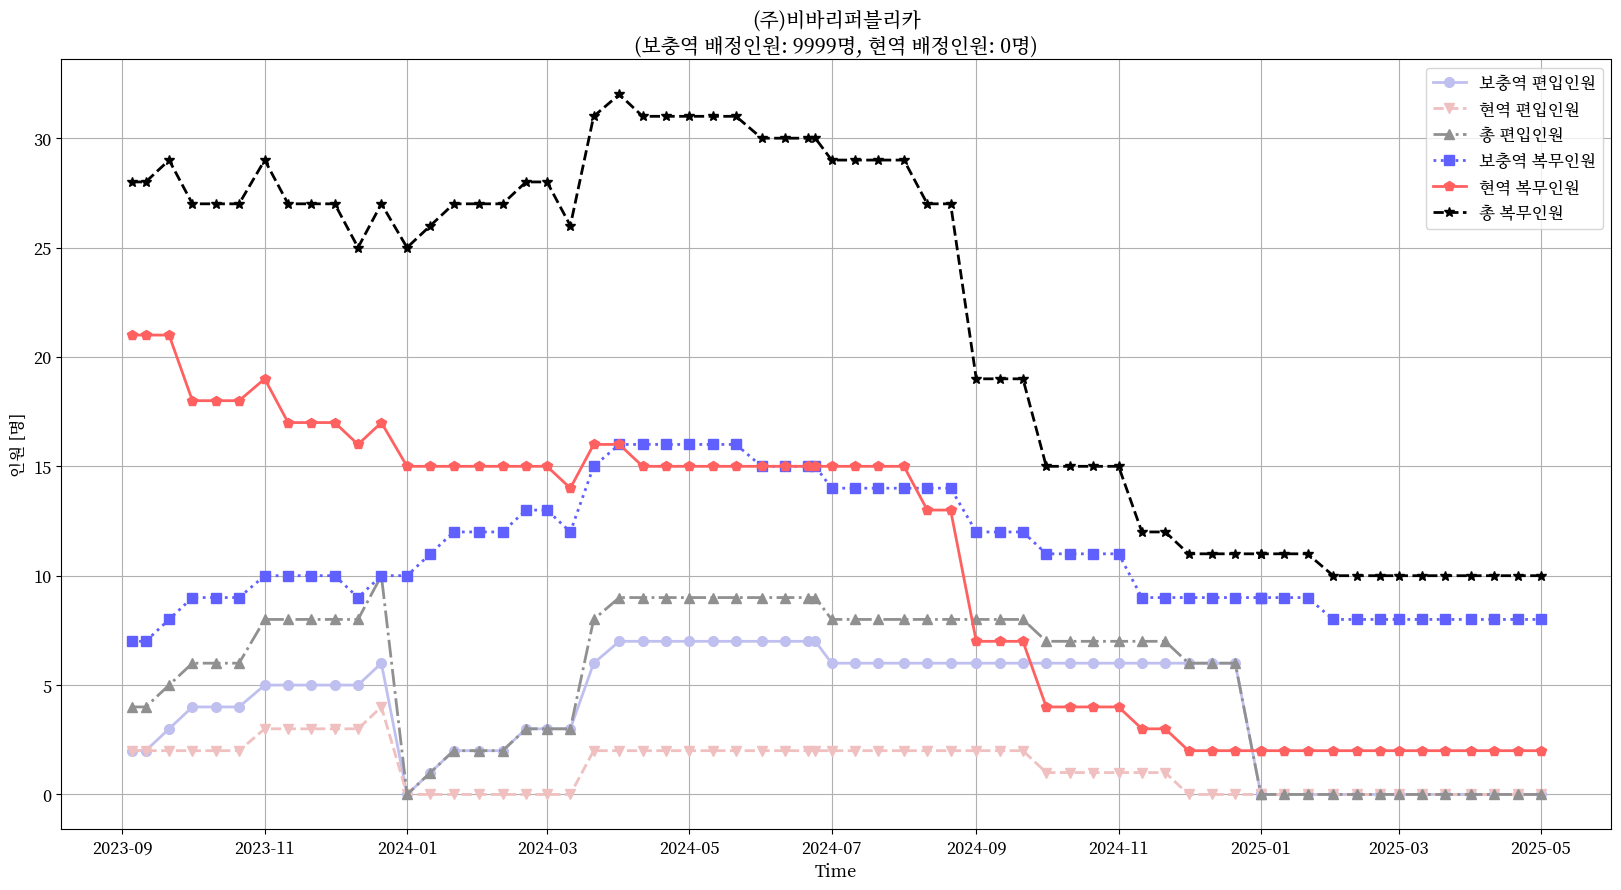 (주)비바리퍼블리카
(보충역 배정인원: 9999명, 현역 배정인원: 0명)
보충역 편입인원
현역 편입인원
총 편입인원
보충역 복무인원
현역 복무인원
총 복무인원
인원 [명]
30
25
20
15
10
5
0
2023-09
2023-11
2024-01
2024-03
2024-05
2024-07
2024-09
2024-11
2025-01
2025-03
2025-05
Time